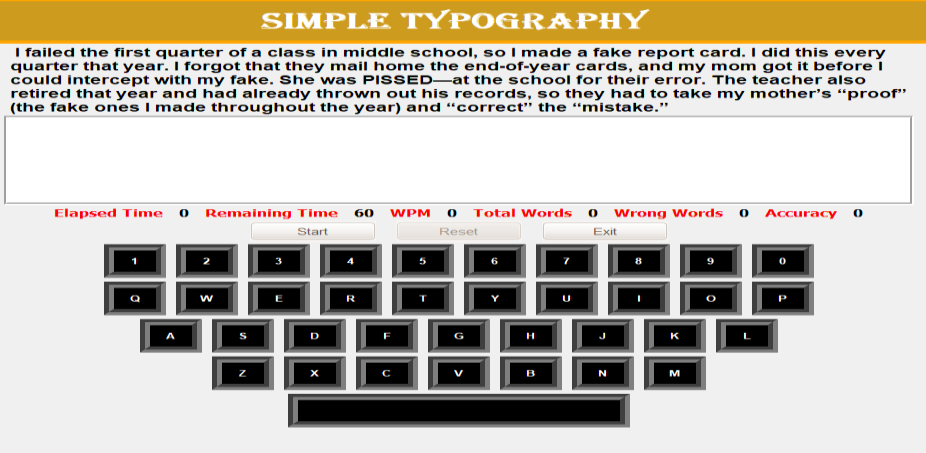 SIMPLE TYPOGRAPHY
I failed the first quarter of a class in middle school, so I made a fake report card. I did this every
quarter that year. I forgot that they mail home the end-of-year cards, and my mom got it before I
could intercept with my fake. She was PISSED—at the school for their error. The teacher also
retired that year and had already thrown out his records, so they had to take my mother's “proof”
(the fake ones I made throughout the year) and “correct” the “mistake.”
Elapsed Time 0 Remaining Time 60 WPM 0 Total Words 0 Wrong Words 0 Accuracy 0
Start Reset Exit
1 2 3 4 5 6 7 8 9 0
Q W E R T Y U I O P
A S D F G H J K L
Z X C V B N M